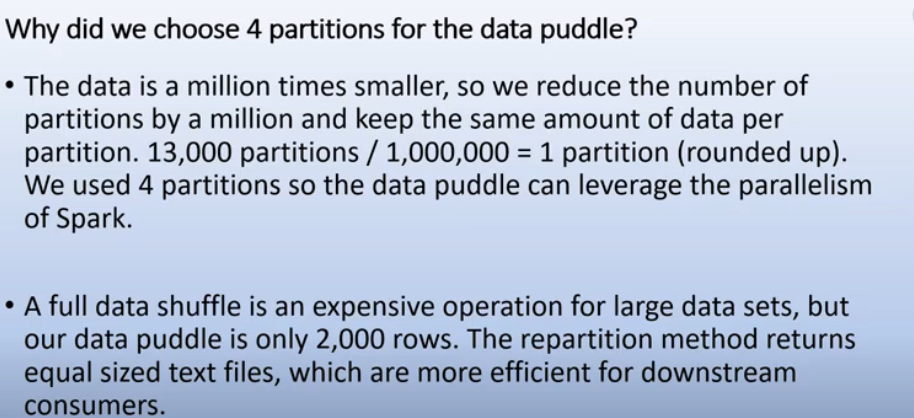 Why did we choose 4 partitions for the data puddle?
• The data is a million times smaller, so we reduce the number of
partitions by a million and keep the same amount of data per
partition. 13,000 partitions / 1,000,000 = 1 partition (rounded up).
We used 4 partitions so the data puddle can leverage the parallelism
of Spark.
• A full data shuffle is an expensive operation for large data sets, but
our data puddle is only 2,000 rows. The repartition method returns
equal sized text files, which are more efficient for downstream
consumers.